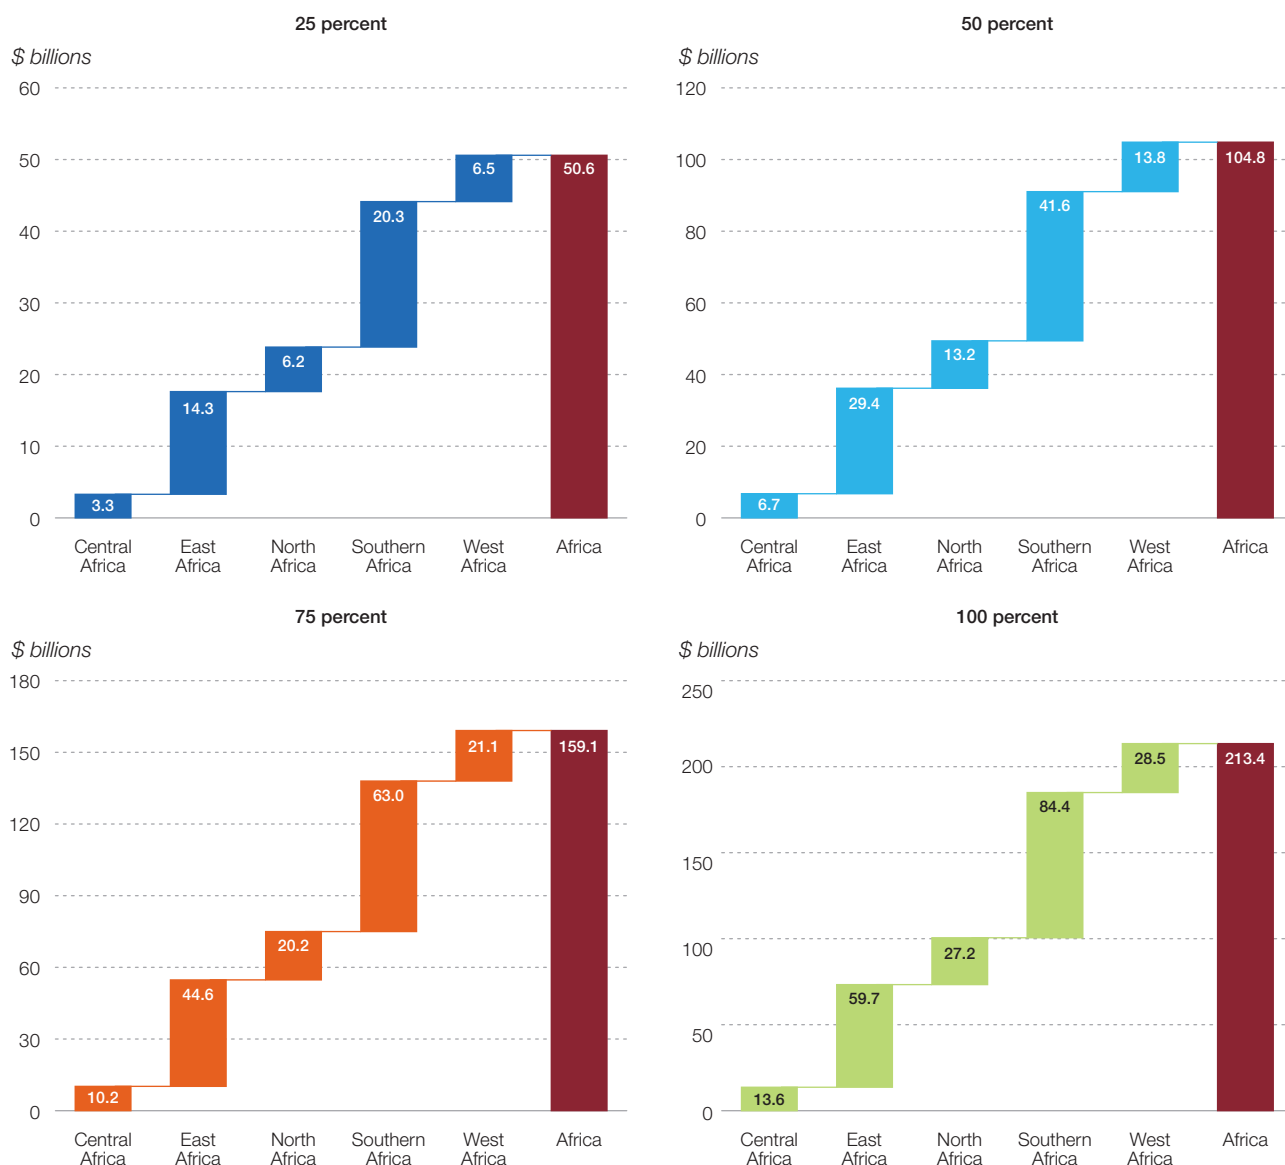 25 percent
$ billions
60
50
40
30
20
10
0
3.3
14.3
6.2
20.3
6.5
50.6
Central
Africa
East
Africa
North
Africa
Southern
Africa
West
Africa
Africa
50 percent
$ billions
120
100
80
60
40
20
0
6.7
29.4
13.2
41.6
13.8
104.8
Central
Africa
East
Africa
North
Africa
Southern
Africa
West
Africa
Africa
75 percent
$ billions
180
150
120
90
60
30
0
10.2
44.6
20.2
63.0
21.1
159.1
Central
Africa
East
Africa
North
Africa
Southern
Africa
West
Africa
Africa
100 percent
$ billions
250
200
150
100
50
0
13.6
59.7
27.2
84.4
28.5
213.4
Central
Africa
East
Africa
North
Africa
Southern
Africa
West
Africa
Africa